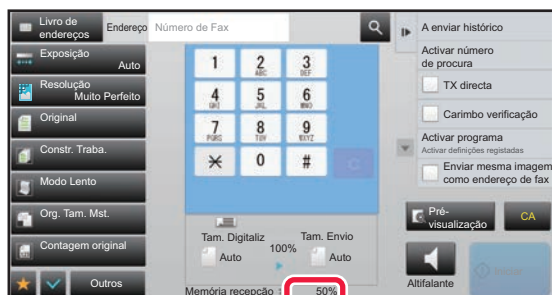 Livro de
endereços
Endereço
Número de Fax
Exposição
Auto
Resolução
Muito Perfeito
Original
Constr. Traba.
Modo Lento
Org. Tam. Mst.
Contagem original
Outros
1
2
ABC
3
DEF
4
GHI
5
JKL
6
MNO
7
PQRS
8
TUV
9
WXYZ
0
#
C
Tam. Digitaliz
100%
Tam. Envio
Auto
Auto
Memória recepção :
50%
A enviar histórico
Activar número
de procura
TX directa
Carimbo verificação
Activar programa
Activar definições registadas
Enviar mesma imagem
como endereço de fax
Pré-
visualização
CA
Altifalante